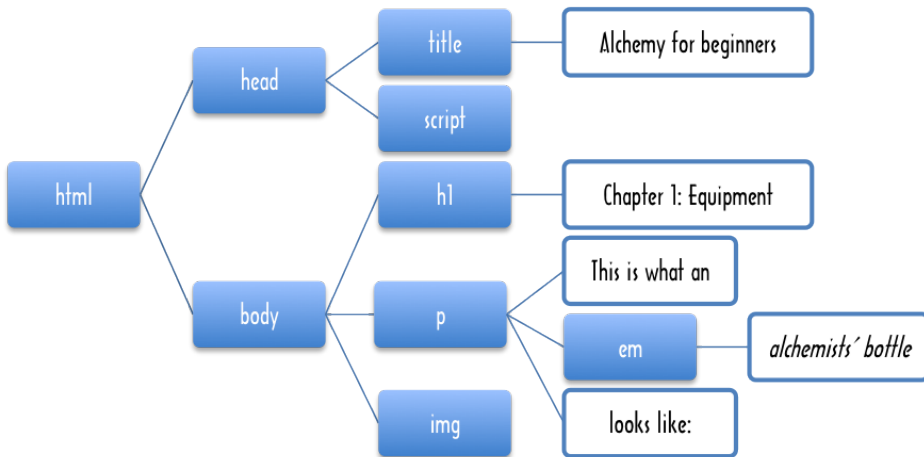 title
Alchemy for beginners
head
script
html
h1
Chapter 1: Equipment
This is what an
body
p
em
alchemists´ bottle
img
looks like: